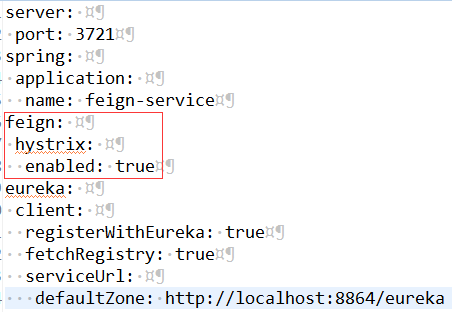 server:
 port: 3721
spring:
 application:
  name: feign-service
feign:
 hystrix:
  enabled: true
eureka:
 client:
  registerWithEureka: true
  fetchRegistry: true
  serviceUrl:
   defaultZone: http://localhost:8864/eureka